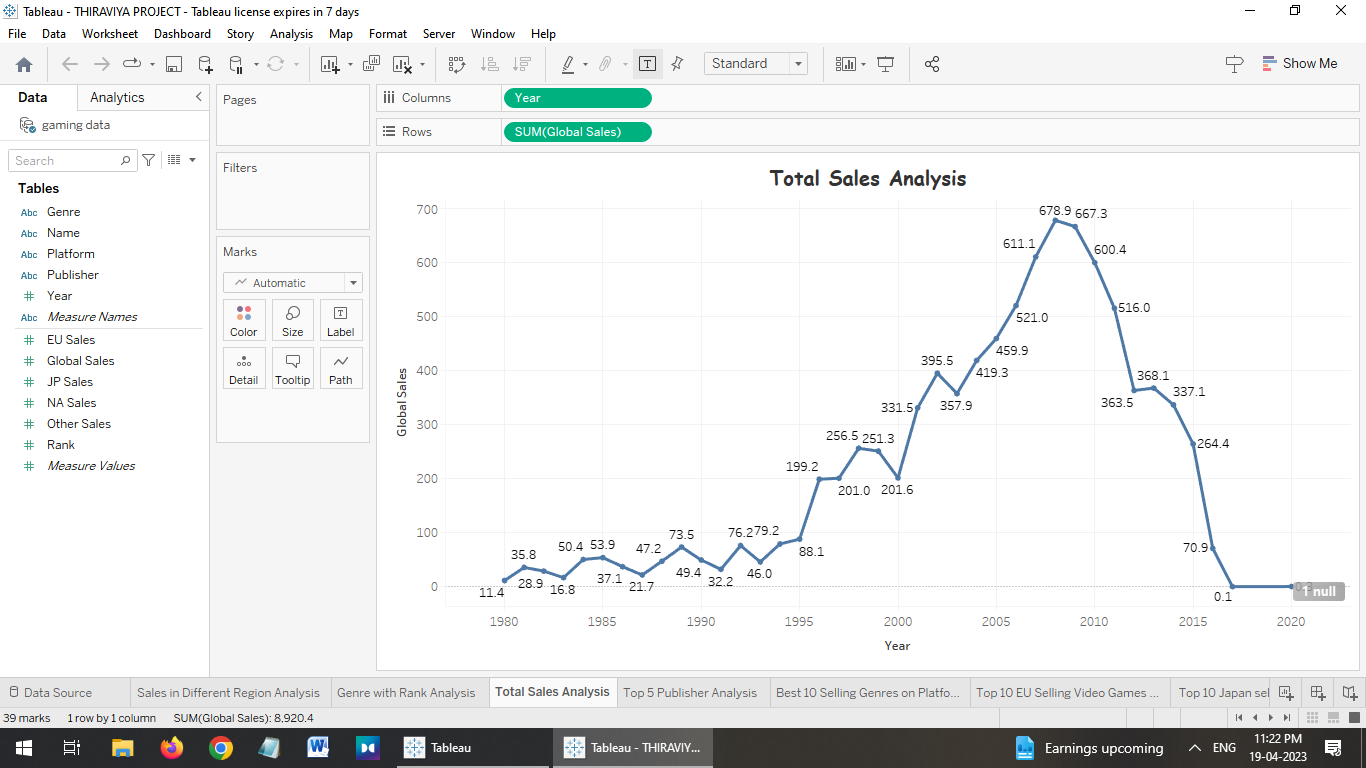 Tableau - THIRAVIYA PROJECT - Tableau license expires in 7 days
File Data Worksheet Dashboard Story Analysis Map Format Server Window Help
Standard
Show Me
Data Analytics
gaming data
Search
Tables
Abc Genre
Abc Name
Abc Platform
Abc Publisher
Year
Abc Measure Names
EU Sales
Global Sales
JP Sales
NA Sales
Other Sales
Rank
Measure Values
Pages
Filters
Marks
Automatic
Color Size Label
Detail Tooltip Path
Columns Year
Rows SUM(Global Sales)
Total Sales Analysis
Global Sales
700
600
500
400
300
200
100
0
11.4
35.8
28.9
16.8
50.4
53.9
37.1
21.7
47.2
73.5
49.4
32.2
76.2
46.0
79.2
88.1
199.2
201.0
256.5
251.3
201.6
331.5
395.5
357.9
419.3
459.9
521.0
611.1
678.9
667.3
600.4
516.0
363.5
368.1
337.1
264.4
70.9
0.1
1 null
1980 1985 1990 1995 2000 2005 2010 2015 2020
Year
Data Source Sales in Different Region Analysis Genre with Rank Analysis Total Sales Analysis Top 5 Publisher Analysis Best 10 Selling Genres on Platfo... Top 10 EU Selling Video Games ... Top 10 Japan sel
39 marks 1 row by 1 column SUM(Global Sales): 8,920.4
Tableau
Tableau - THIRAVIY...
Earnings upcoming
ENG
11:22 PM
19-04-2023